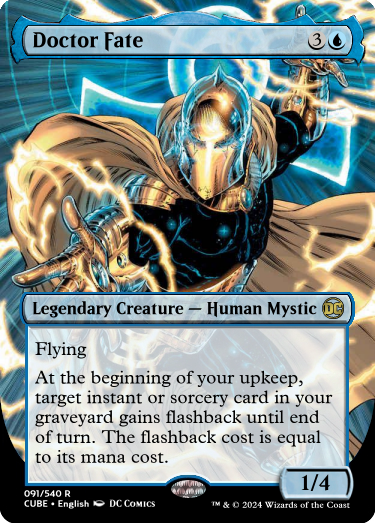 Doctor Fate 3
Legendary Creature — Human Mystic DC
Flying
At the beginning of your upkeep,
target instant or sorcery card in your
graveyard gains flashback until end
of turn. The flashback cost is equal
to its mana cost.
1/4
091/540 R
CUBE • English DC COMICS
™ & © 2024 Wizards of the Coast